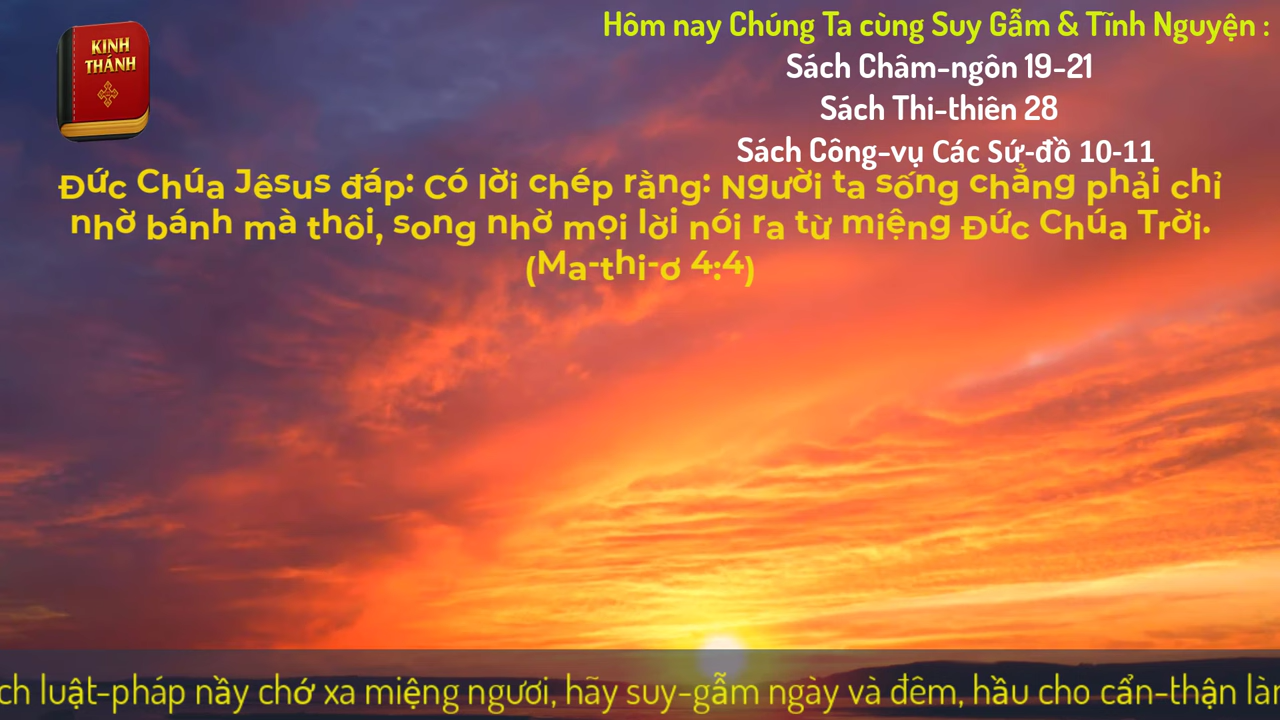 KINH
THÁNH
Hôm nay Chúng Ta cùng Suy Gẫm & Tĩnh Nguyện :
Sách Châm-ngôn 19-21
Sách Thi-thiên 28
Sách Công-vụ Các Sứ-đồ 10-11
Đức Chúa Jêsus đáp: Có lời chép rằng: Người ta sống chẳng phải chỉ
nhờ bánh mà thôi, song nhờ mọi lời nói ra từ miệng Đức Chúa Trời.
(Ma-thi-ơ 4:4)
ch luật-pháp nầy chớ xa miệng ngươi, hãy suy-gẫm ngày và đêm, hầu cho cẩn-thận làm